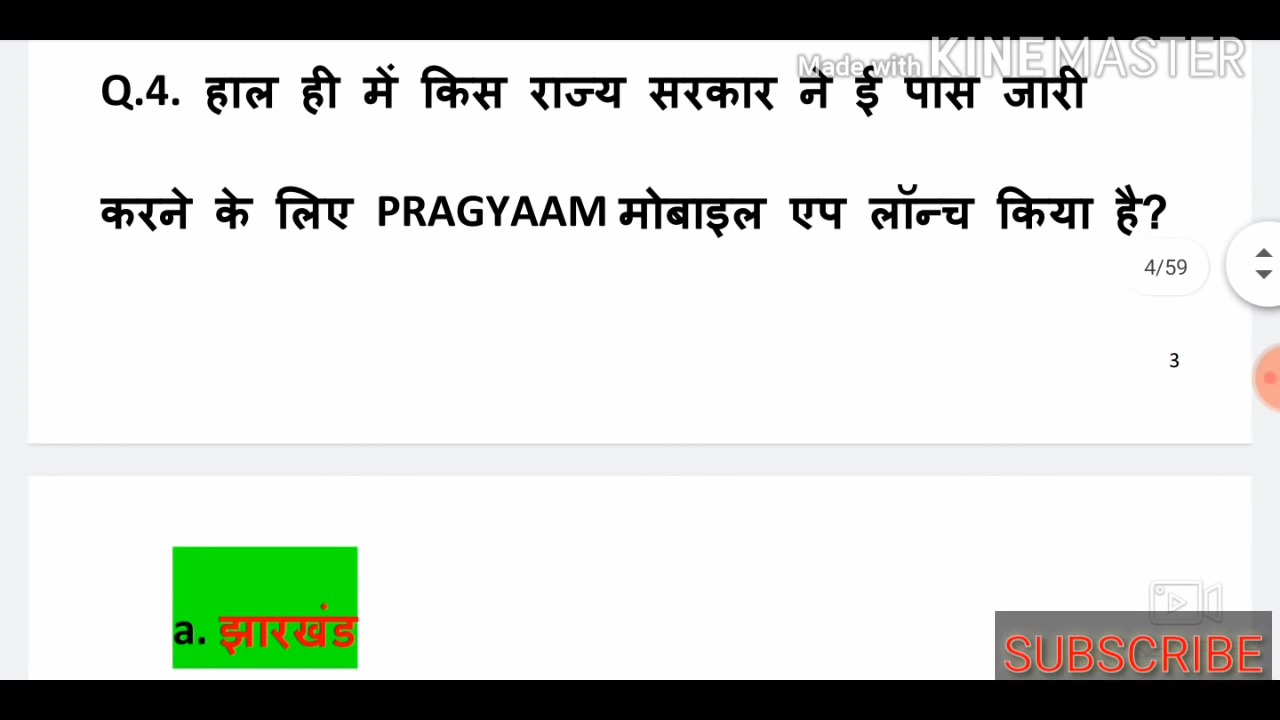 Made with KINEMASTER
Q.4. हाल ही में किस राज्य सरकार ने ई पास जारी
करने के लिए PRAGYAAM मोबाइल एप लॉन्च किया है?
4/59
3
a. झारखंड
SUBSCRIBE